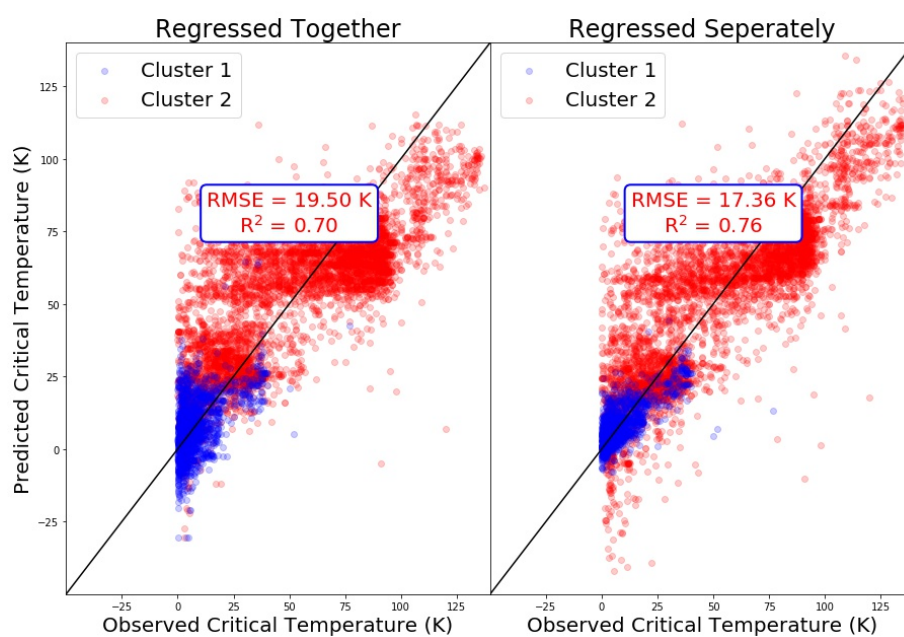 Regressed Together
Regressed Seperately
Cluster 1
Cluster 2
Cluster 1
Cluster 2
RMSE = 19.50 K
R² = 0.70
RMSE = 17.36 K
R² = 0.76
Predicted Critical Temperature (K)
125
100
75
50
25
0
−25
−25
0
25
50
75
100
125
−25
0
25
50
75
100
125
Observed Critical Temperature (K)
Observed Critical Temperature (K)